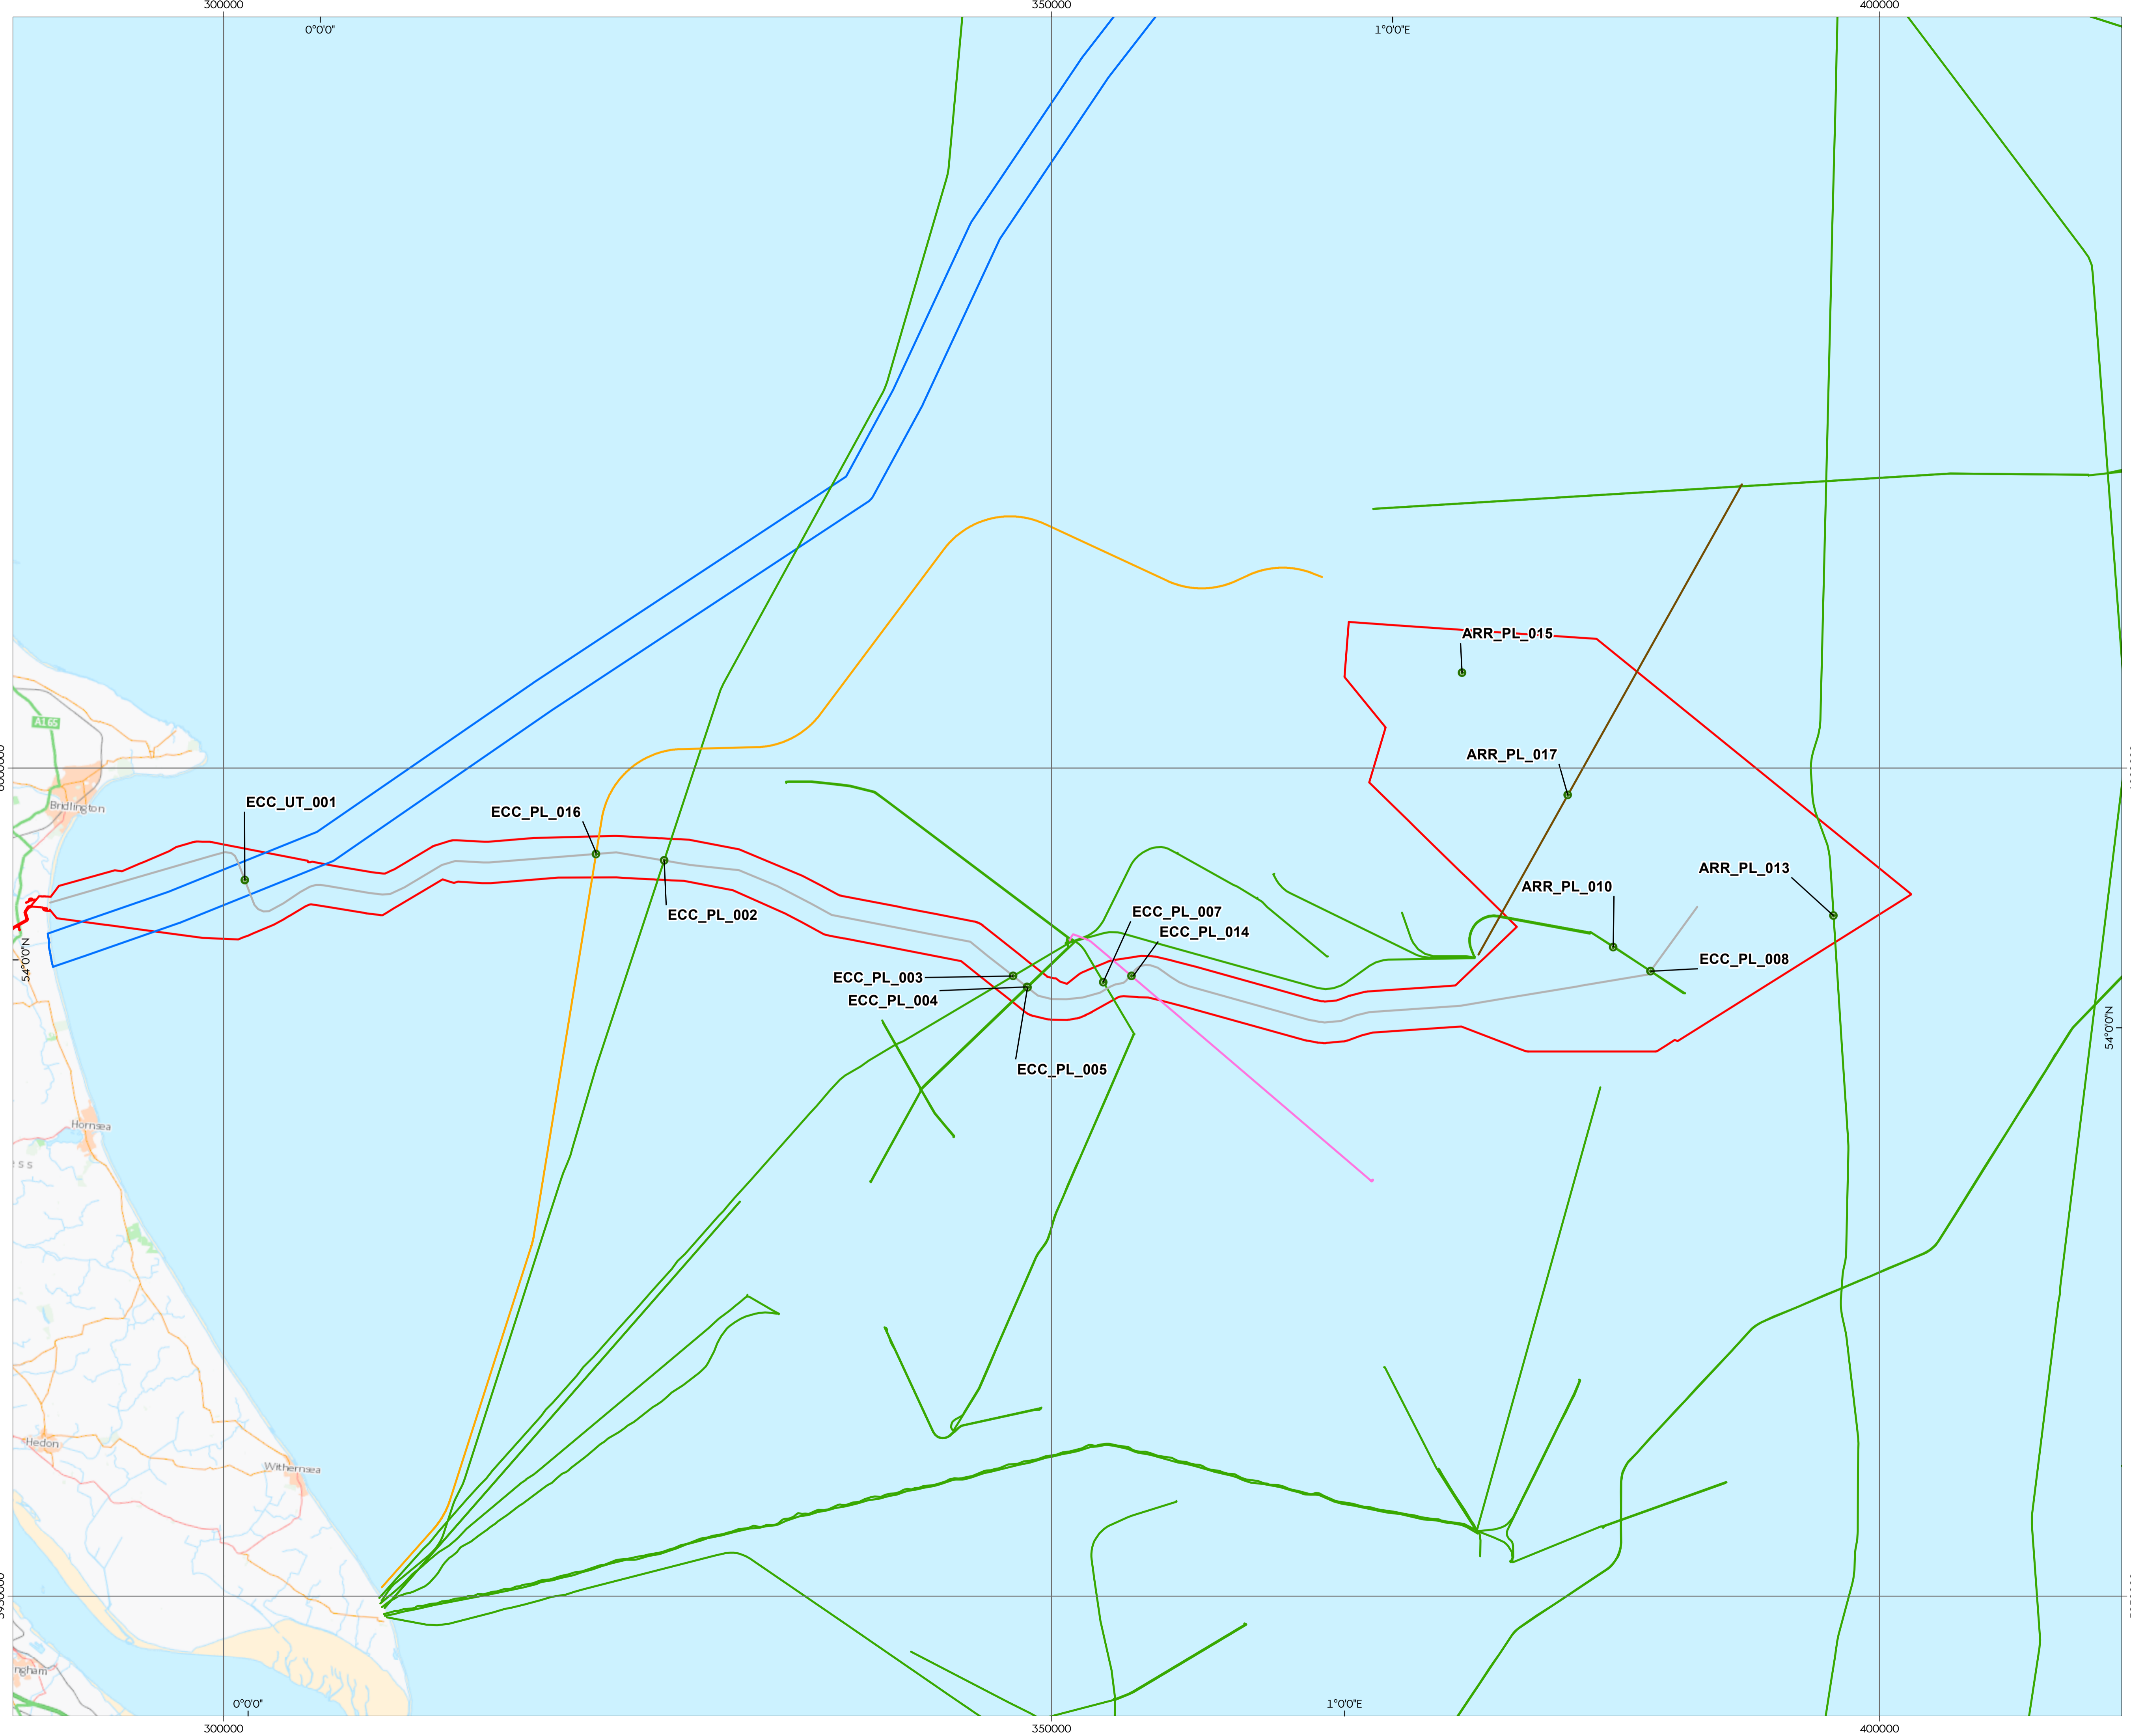 300000
350000
400000
0°0'0"
1°0'0"E
ARR_PL_015
A165
ARR_PL_017
ECC_UT_001
Bridlington
ECC_PL_016
ARR_PL_013
ARR_PL_010
ECC_PL_002
ECC_PL_007
ECC_PL_014
54°0'0"N
ECC_PL_003
ECC_PL_008
ECC_PL_004
54°0'0"N
ECC_PL_005
Hornsea
ess
Hedon
Withernsea
ngham
0°0'0"
1°0'0"E
300000
350000
400000